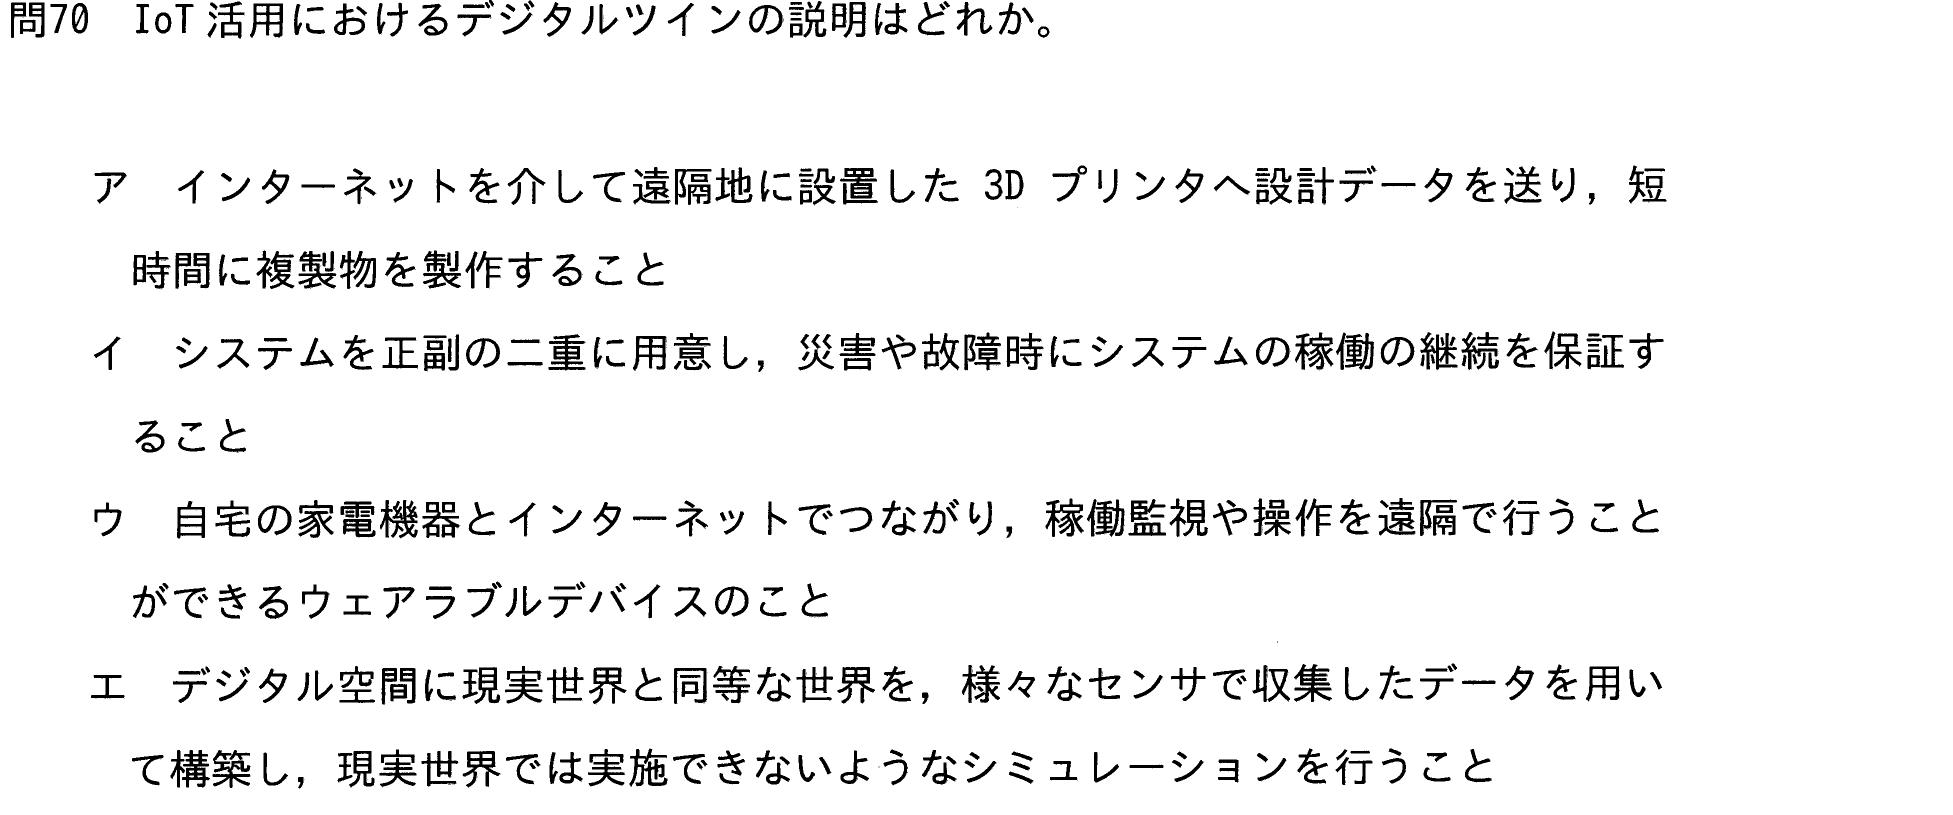 問70　IoT活用におけるデジタルツインの説明はどれか。
ア　インターネットを介して遠隔地に設置した 3D プリンタへ設計データを送り，短
時間に複製物を製作すること
イ　システムを正副の二重に用意し，災害や故障時にシステムの稼働の継続を保証す
ること
ウ　自宅の家電機器とインターネットでつながり，稼働監視や操作を遠隔で行うこと
ができるウェアラブルデバイスのこと
エ　デジタル空間に現実世界と同等な世界を，様々なセンサで収集したデータを用い
て構築し，現実世界では実施できないようなシミュレーションを行うこと